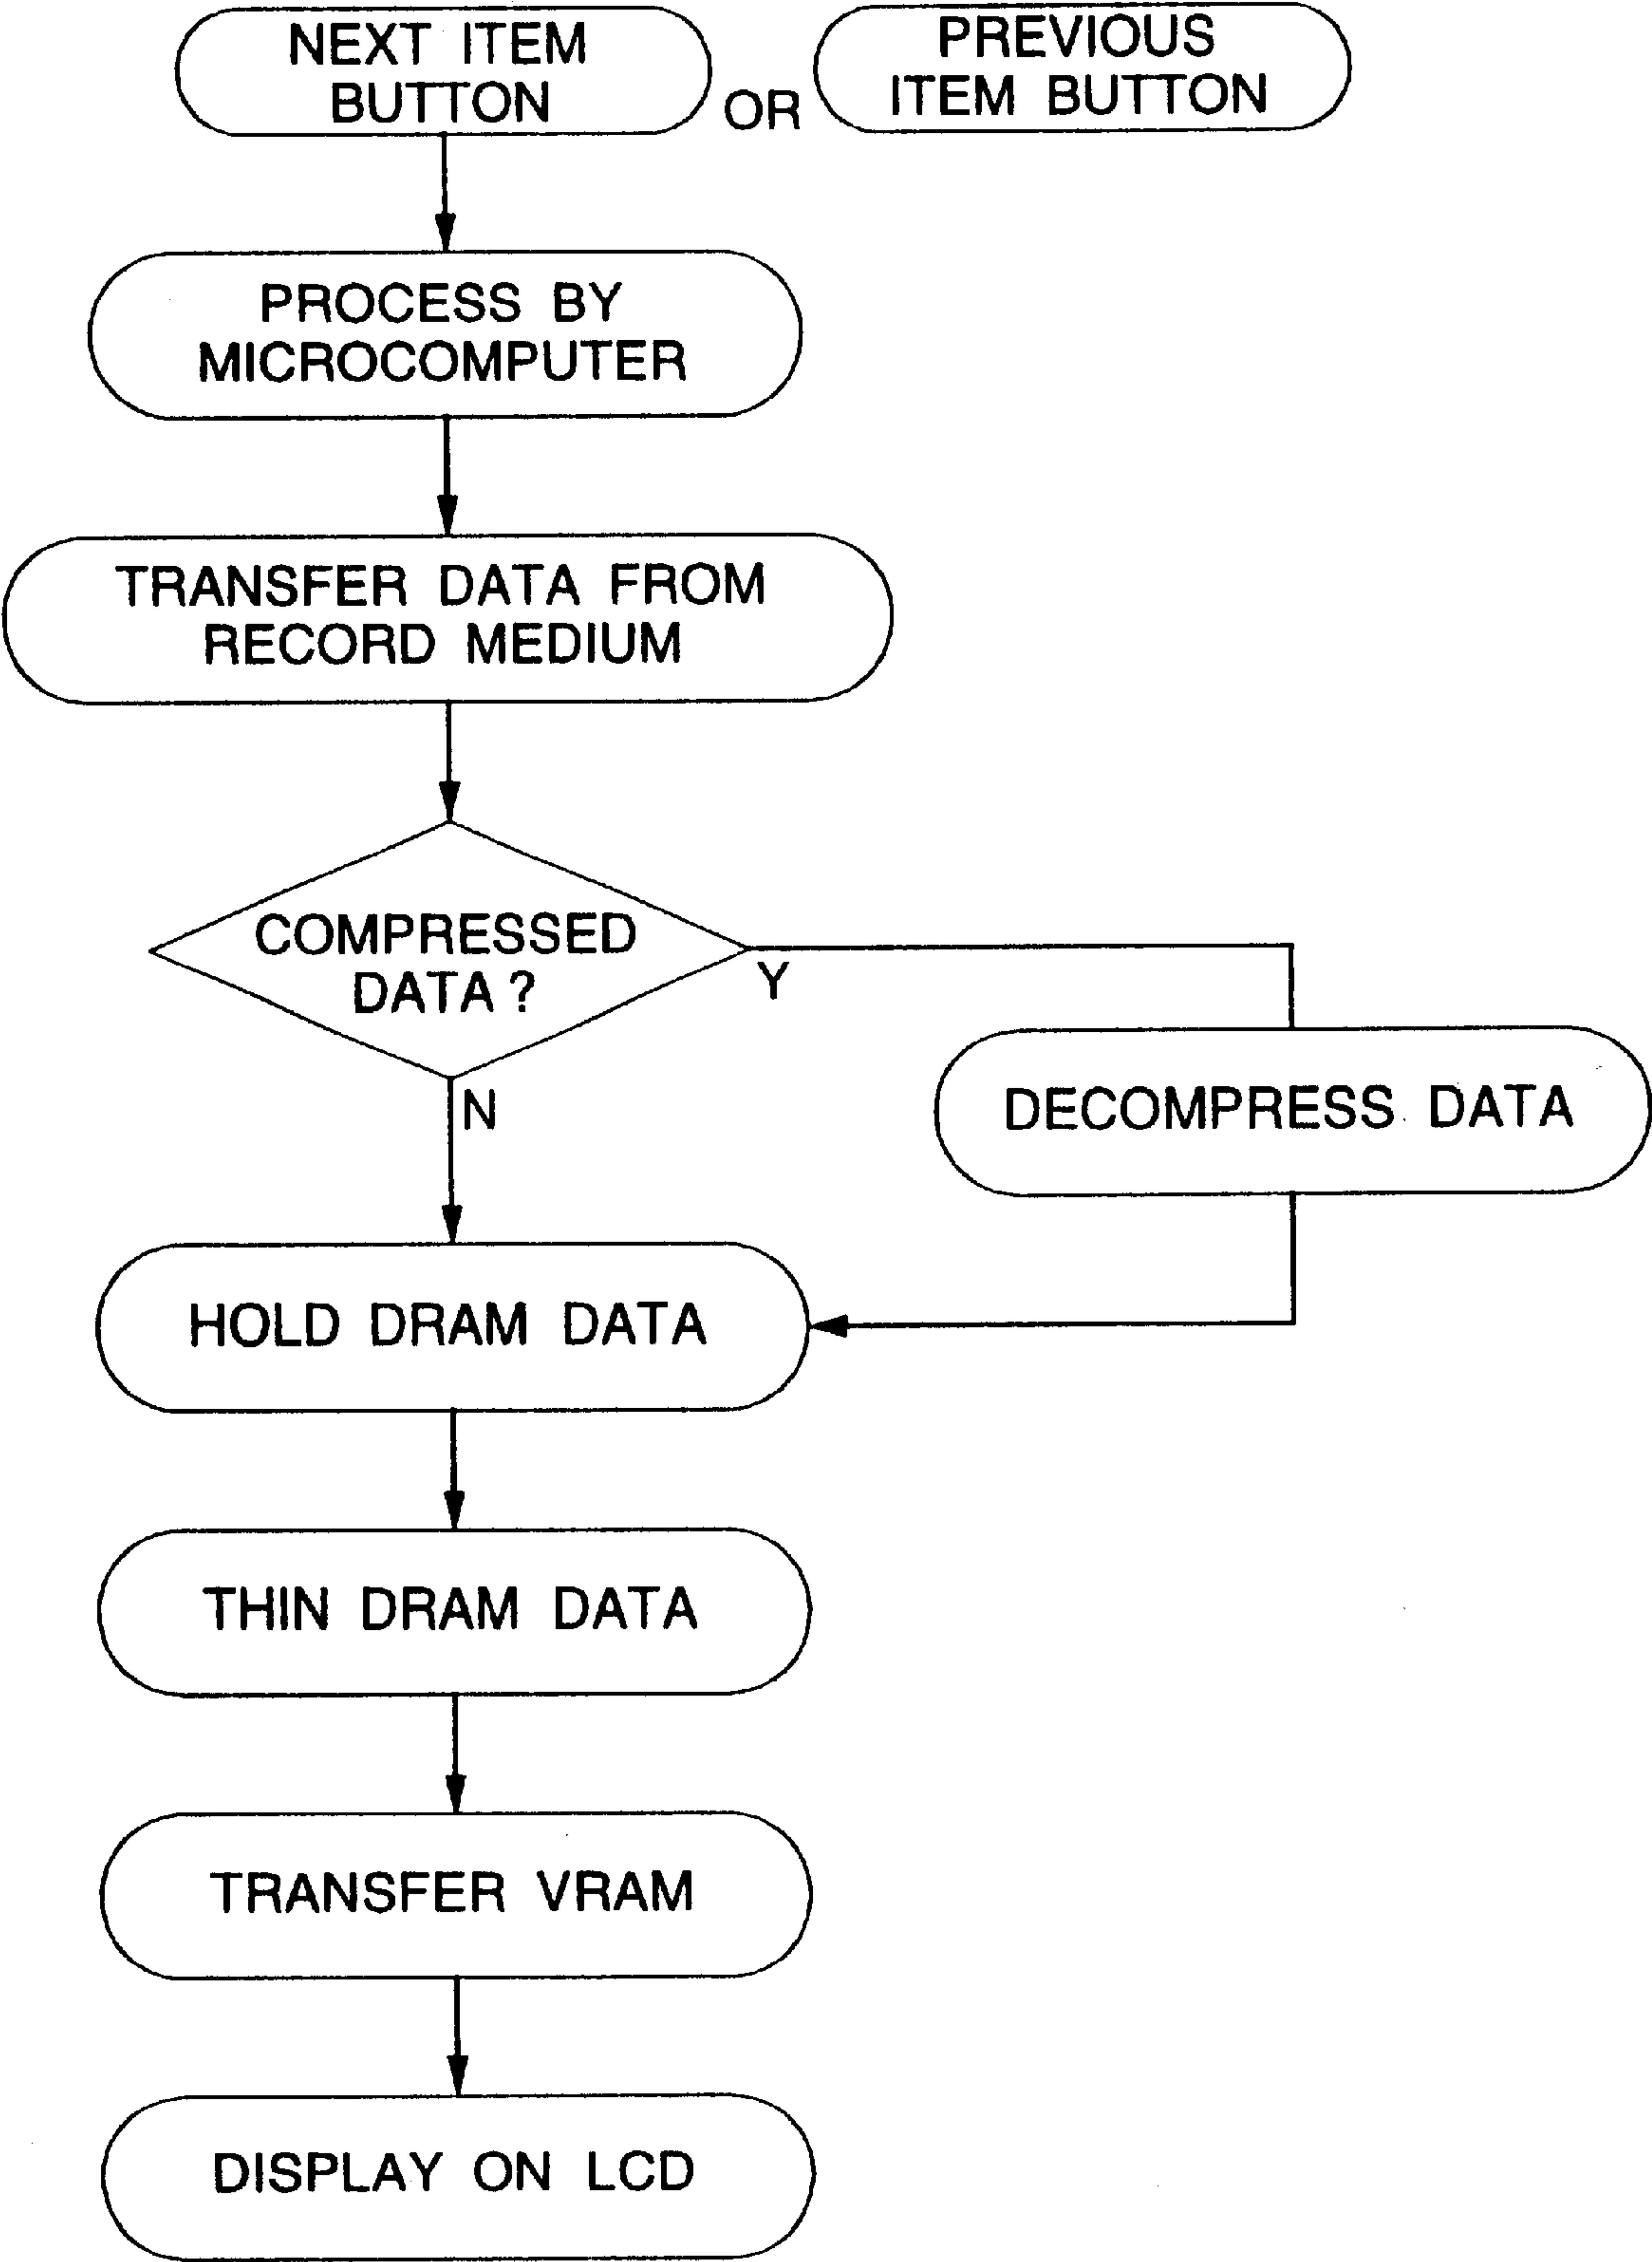 NEXT ITEM
BUTTON
OR
PREVIOUS
ITEM BUTTON
PROCESS BY
MICROCOMPUTER
TRANSFER DATA FROM
RECORD MEDIUM
COMPRESSED
DATA ?
Y
N
DECOMPRESS DATA
HOLD DRAM DATA
THIN DRAM DATA
TRANSFER VRAM
DISPLAY ON LCD